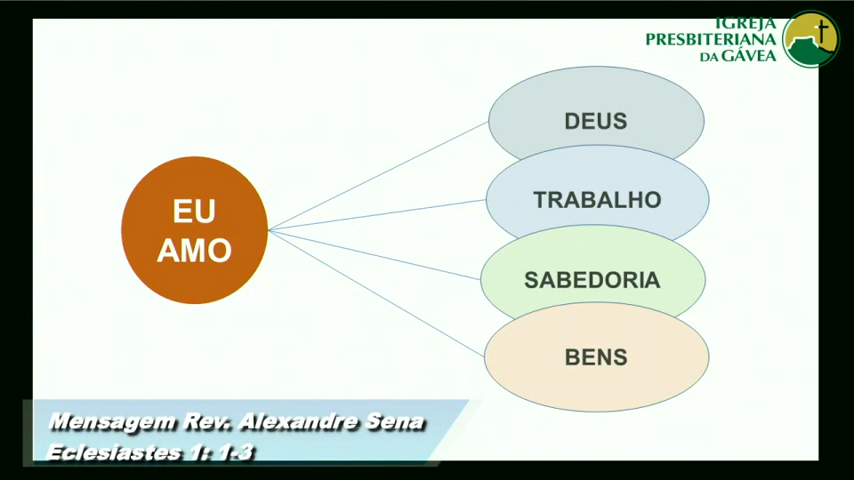 IGREJA
PRESBITERIANA
DA GÁVEA
DEUS
TRABALHO
EU
AMO
SABEDORIA
BENS
Mensagem Rev. Alexandre Sena
Eclesiastes 1: 1-3